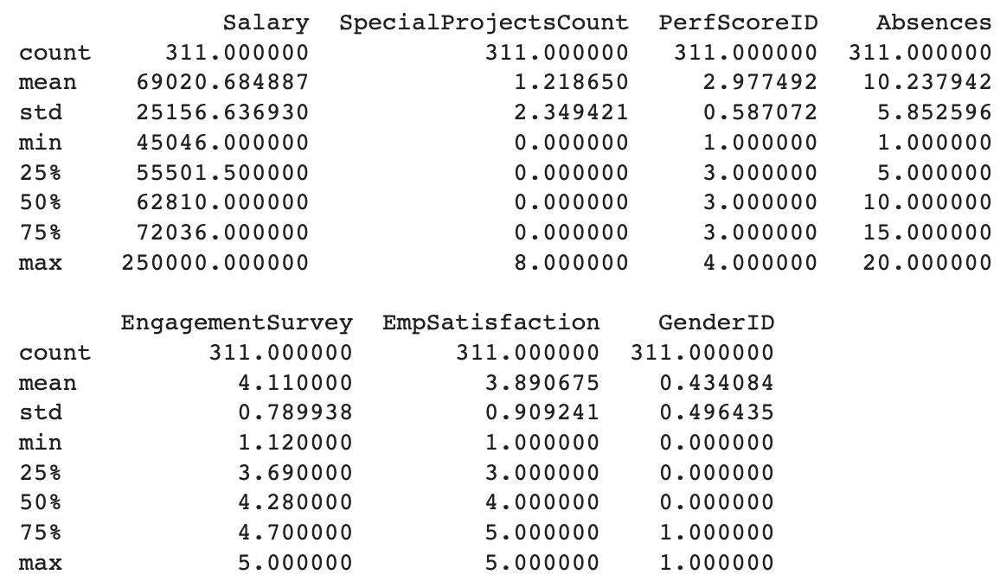 Salary SpecialProjectsCount PerfScoreID Absences
count 311.000000 311.000000 311.000000 311.000000
mean 69020.684887 1.218650 2.977492 10.237942
std 25156.636930 2.349421 0.587072 5.852596
min 45046.000000 0.000000 1.000000 1.000000
25% 55501.500000 0.000000 3.000000 5.000000
50% 62810.000000 0.000000 3.000000 10.000000
75% 72036.000000 0.000000 3.000000 15.000000
max 250000.000000 8.000000 4.000000 20.000000
EngagementSurvey EmpSatisfaction GenderID
count 311.000000 311.000000 311.000000
mean 4.110000 3.890675 0.434084
std 0.789938 0.909241 0.496435
min 1.120000 1.000000 0.000000
25% 3.690000 3.000000 0.000000
50% 4.280000 4.000000 0.000000
75% 4.700000 5.000000 1.000000
max 5.000000 5.000000 1.000000